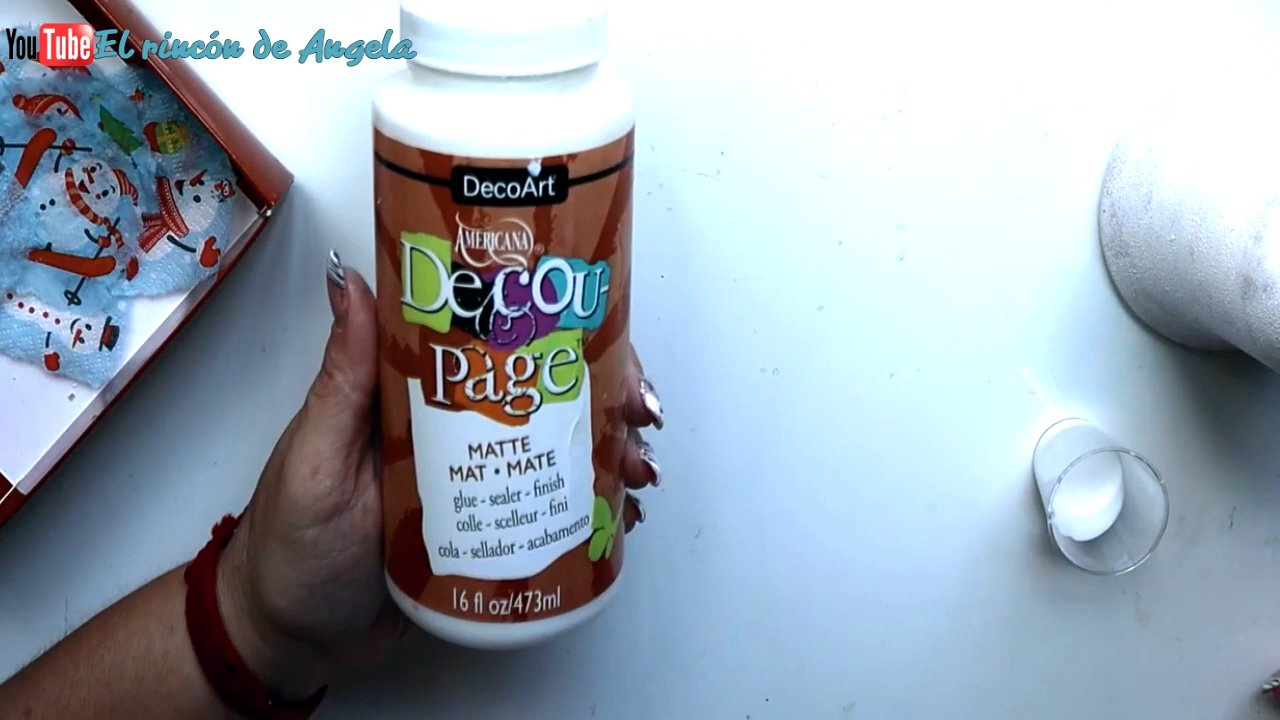 YouTube El rincón de Angela
DecoArt
AMERICANA®
Decou-
Page™
MATTE
MAT • MATE
glue - sealer - finish
colle - scelleur - fini
cola - sellador - acabamento
16 fl oz/473ml